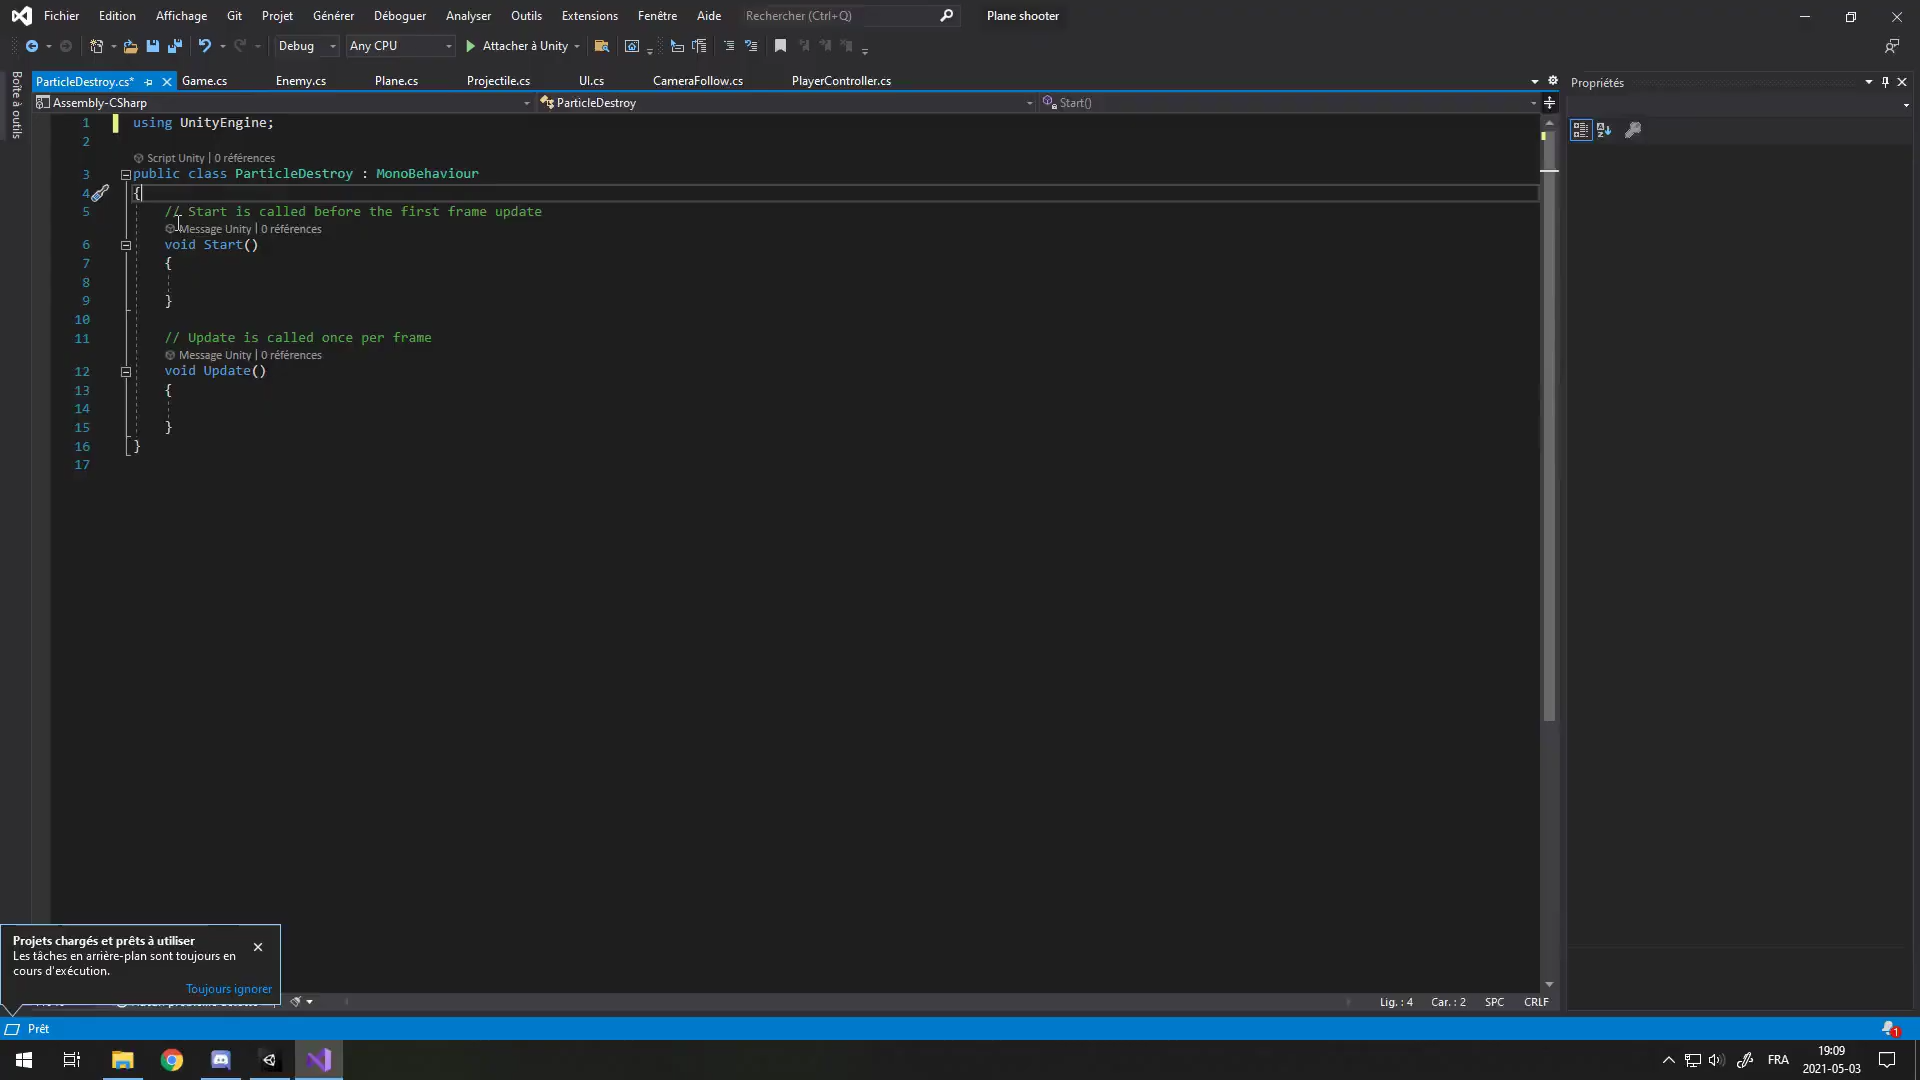 Fichier Edition Affichage Git Projet Générer Déboguer Analyser Outils Extensions Fenêtre Aide Rechercher (Ctrl+Q) Plane shooter
Debug Any CPU Attacher à Unity
Boîte à outils
ParticleDestroy.cs* Game.cs Enemy.cs Plane.cs Projectile.cs UI.cs CameraFollow.cs PlayerController.cs
Propriétés
Assembly-CSharp ParticleDestroy Start()
1 using UnityEngine;
2
Script Unity | 0 références
3 public class ParticleDestroy : MonoBehaviour
4 {
5 // Start is called before the first frame update
Message Unity | 0 références
6 void Start()
7 {
8
9 }
10
11 // Update is called once per frame
Message Unity | 0 références
12 void Update()
13 {
14
15 }
16 }
17
Projets chargés et prêts à utiliser
Les tâches en arrière-plan sont toujours en
cours d'exécution.
Toujours ignorer
Lig. : 4 Car. : 2 SPC CRLF
Prêt
1
FRA
19:09
2021-05-03